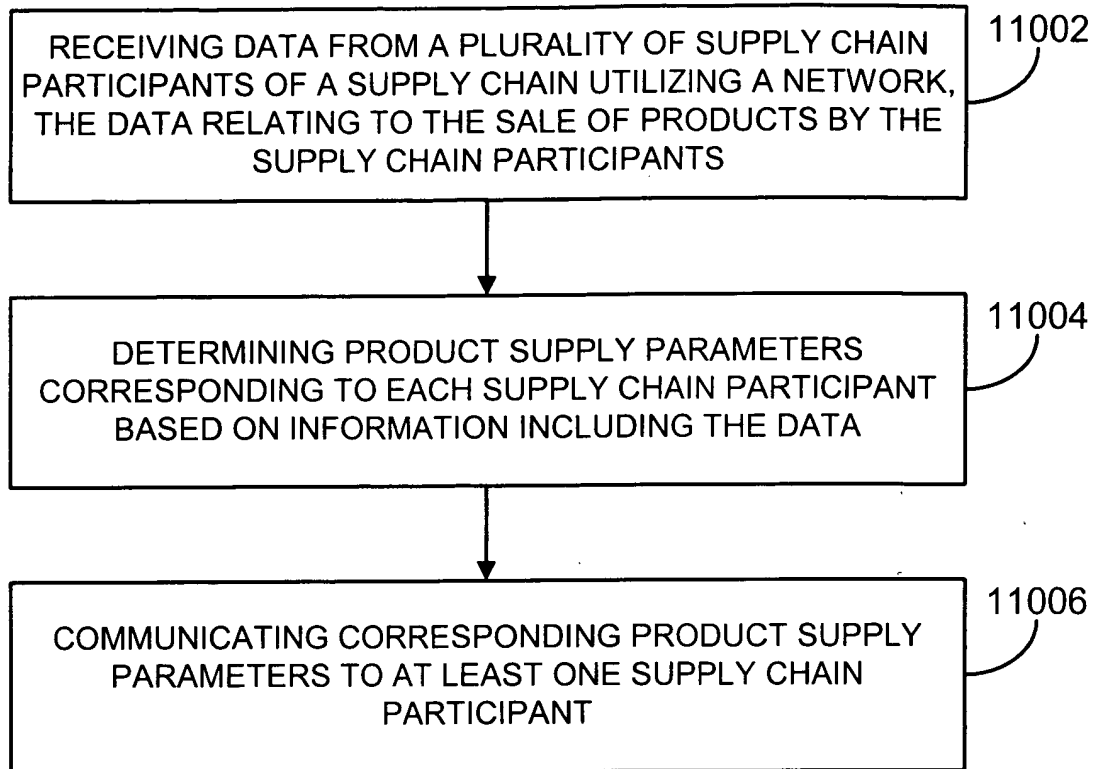 RECEIVING DATA FROM A PLURALITY OF SUPPLY CHAIN
PARTICIPANTS OF A SUPPLY CHAIN UTILIZING A NETWORK,
THE DATA RELATING TO THE SALE OF PRODUCTS BY THE
SUPPLY CHAIN PARTICIPANTS
11002
DETERMINING PRODUCT SUPPLY PARAMETERS
CORRESPONDING TO EACH SUPPLY CHAIN PARTICIPANT
BASED ON INFORMATION INCLUDING THE DATA
11004
COMMUNICATING CORRESPONDING PRODUCT SUPPLY
PARAMETERS TO AT LEAST ONE SUPPLY CHAIN
PARTICIPANT
11006